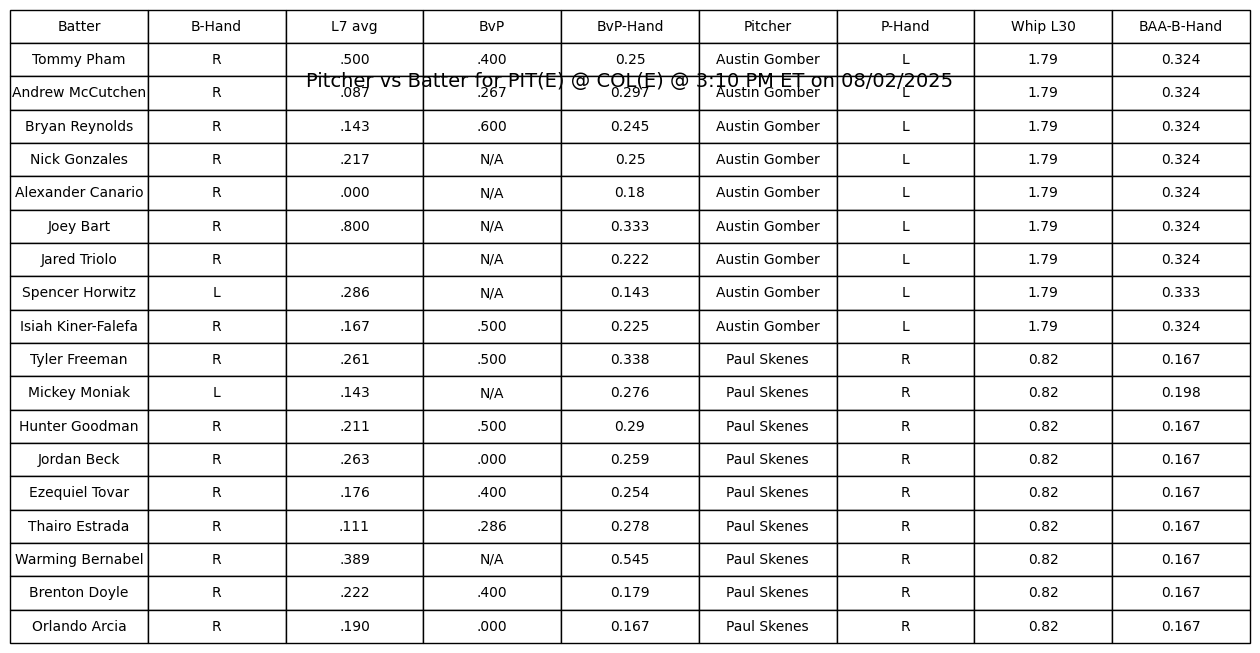 Batter B-Hand L7 avg BvP BvP-Hand Pitcher P-Hand Whip L30 BAA-B-Hand
Tommy Pham R .500 .400 0.25 Austin Gomber L 1.79 0.324
Pitcher vs Batter for PIT(E) @ COL(E) @ 3:10 PM ET on 08/02/2025
Andrew McCutchen R .087 .267 0.297 Austin Gomber L 1.79 0.324
Bryan Reynolds R .143 .600 0.245 Austin Gomber L 1.79 0.324
Nick Gonzales R .217 N/A 0.25 Austin Gomber L 1.79 0.324
Alexander Canario R .000 N/A 0.18 Austin Gomber L 1.79 0.324
Joey Bart R .800 N/A 0.333 Austin Gomber L 1.79 0.324
Jared Triolo R N/A 0.222 Austin Gomber L 1.79 0.324
Spencer Horwitz L .286 N/A 0.143 Austin Gomber L 1.79 0.333
Isiah Kiner-Falefa R .167 .500 0.225 Austin Gomber L 1.79 0.324
Tyler Freeman R .261 .500 0.338 Paul Skenes R 0.82 0.167
Mickey Moniak L .143 N/A 0.276 Paul Skenes R 0.82 0.198
Hunter Goodman R .211 .500 0.29 Paul Skenes R 0.82 0.167
Jordan Beck R .263 .000 0.259 Paul Skenes R 0.82 0.167
Ezequiel Tovar R .176 .400 0.254 Paul Skenes R 0.82 0.167
Thairo Estrada R .111 .286 0.278 Paul Skenes R 0.82 0.167
Warming Bernabel R .389 N/A 0.545 Paul Skenes R 0.82 0.167
Brenton Doyle R .222 .400 0.179 Paul Skenes R 0.82 0.167
Orlando Arcia R .190 .000 0.167 Paul Skenes R 0.82 0.167